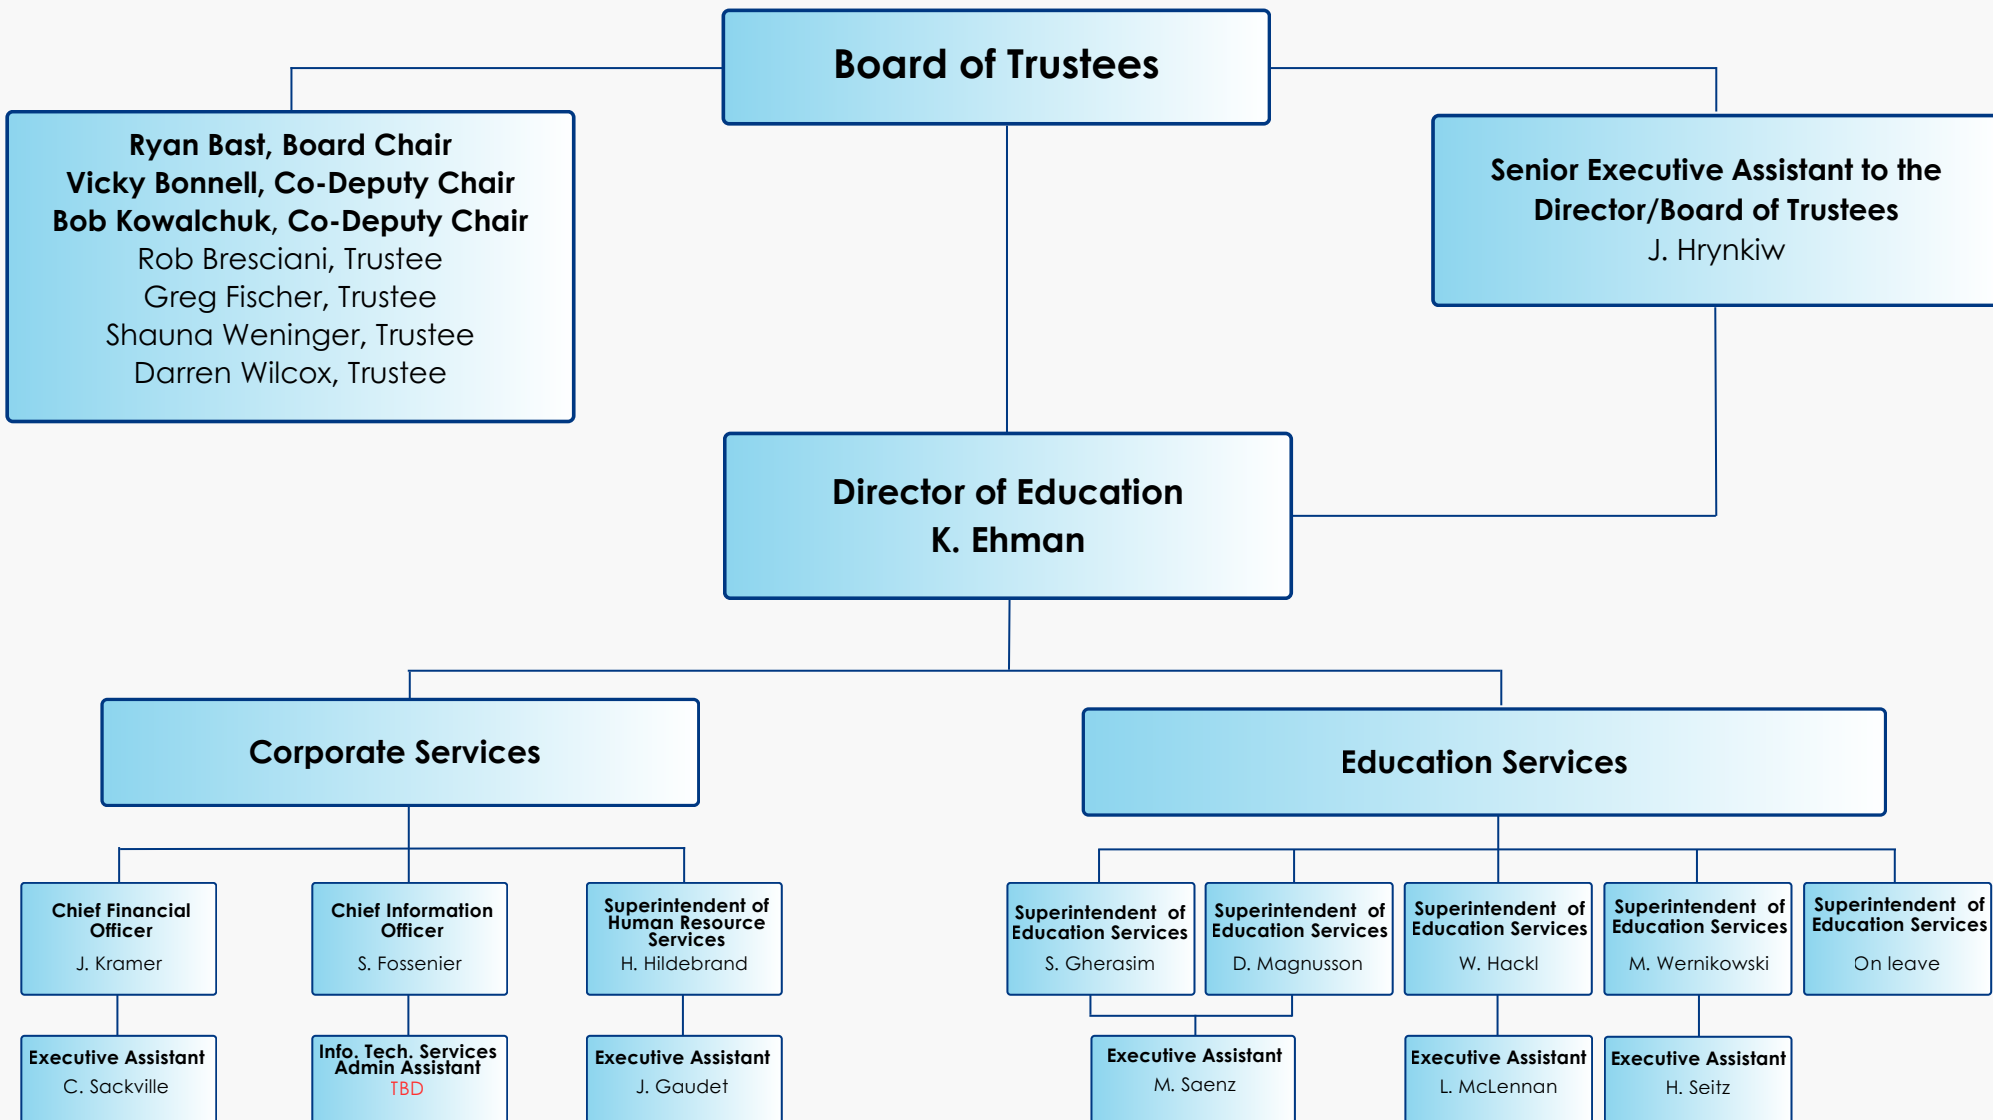 Board of Trustees
Ryan Bast, Board Chair
Vicky Bonnell, Co-Deputy Chair
Bob Kowalchuk, Co-Deputy Chair
Rob Bresciani, Trustee
Greg Fischer, Trustee
Shauna Weninger, Trustee
Darren Wilcox, Trustee
Senior Executive Assistant to the
Director/Board of Trustees
J. Hrynkiw
Director of Education
K. Ehman
Corporate Services
Education Services
Chief Financial
Officer
J. Kramer
Chief Information
Officer
S. Fossenier
Superintendent of
Human Resource
Services
H. Hildebrand
Superintendent of
Education Services
S. Gherasim
Superintendent of
Education Services
D. Magnusson
Superintendent of
Education Services
W. Hackl
Superintendent of
Education Services
M. Wernikowski
Superintendent of
Education Services
On leave
Executive Assistant
C. Sackville
Info. Tech. Services
Admin Assistant
TBD
Executive Assistant
J. Gaudet
Executive Assistant
M. Saenz
Executive Assistant
L. McLennan
Executive Assistant
H. Seitz